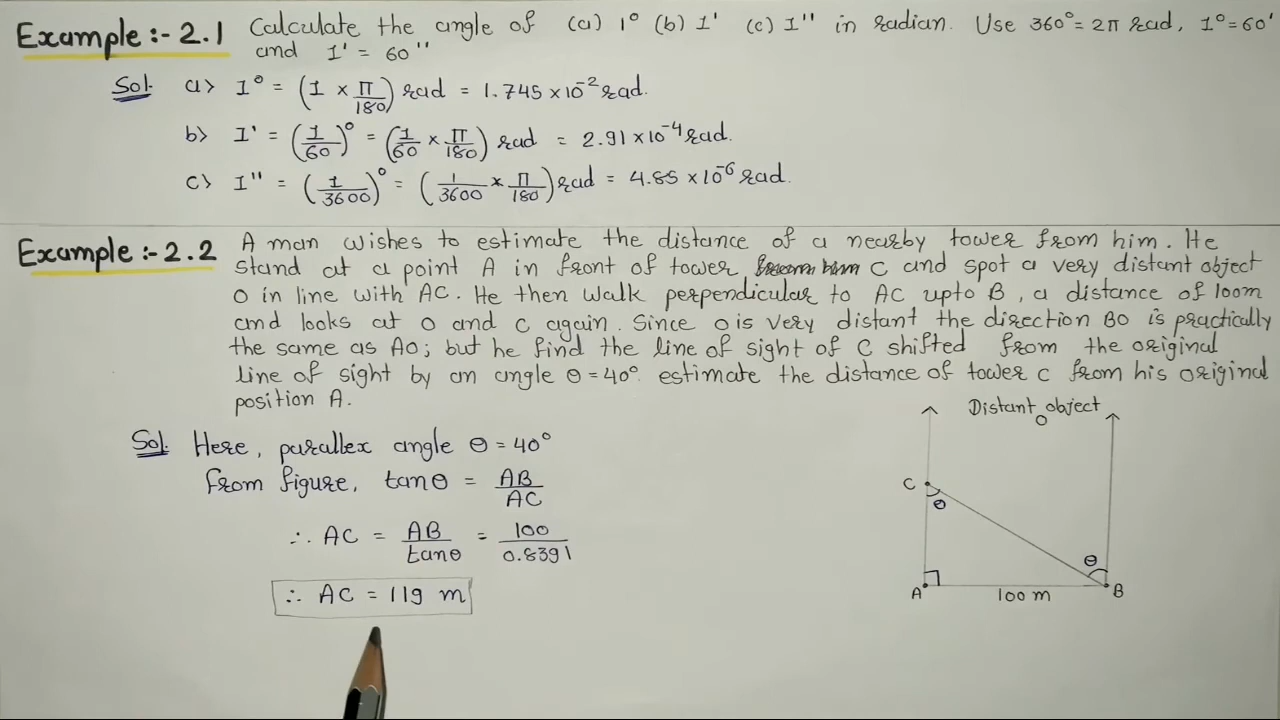 Example :- 2.1 Calculate the angle of (a) 1° (b) 1' (c) 1'' in radian. Use 360° = 2π rad, 1° = 60'
and 1' = 60''
Sol. a> 1° = (1 × π/180) rad = 1.745 × 10⁻² rad.
b> 1' = (1/60)° = (1/60 × π/180) rad = 2.91 × 10⁻⁴ rad.
c> 1'' = (1/3600)° = (1/3600 × π/180) rad = 4.85 × 10⁻⁶ rad.
Example :- 2.2 A man wishes to estimate the distance of a nearby tower from him. He
stand at a point A in front of tower C and spot a very distant object
O in line with AC. He then walk perpendicular to AC upto B, a distance of 100m
and looks at O and C again. Since O is very distant the direction BO is practically
the same as AO; but he find the line of sight of C shifted from the original
line of sight by an angle θ = 40°. estimate the distance of tower C from his original
position A.
Sol. Here, parallex angle θ = 40°
from figure, tanθ = AB/AC
∴ AC = AB/tanθ = 100/0.8391
∴ AC = 119 m
Distant object
O
C
θ
θ
A
100 m
B